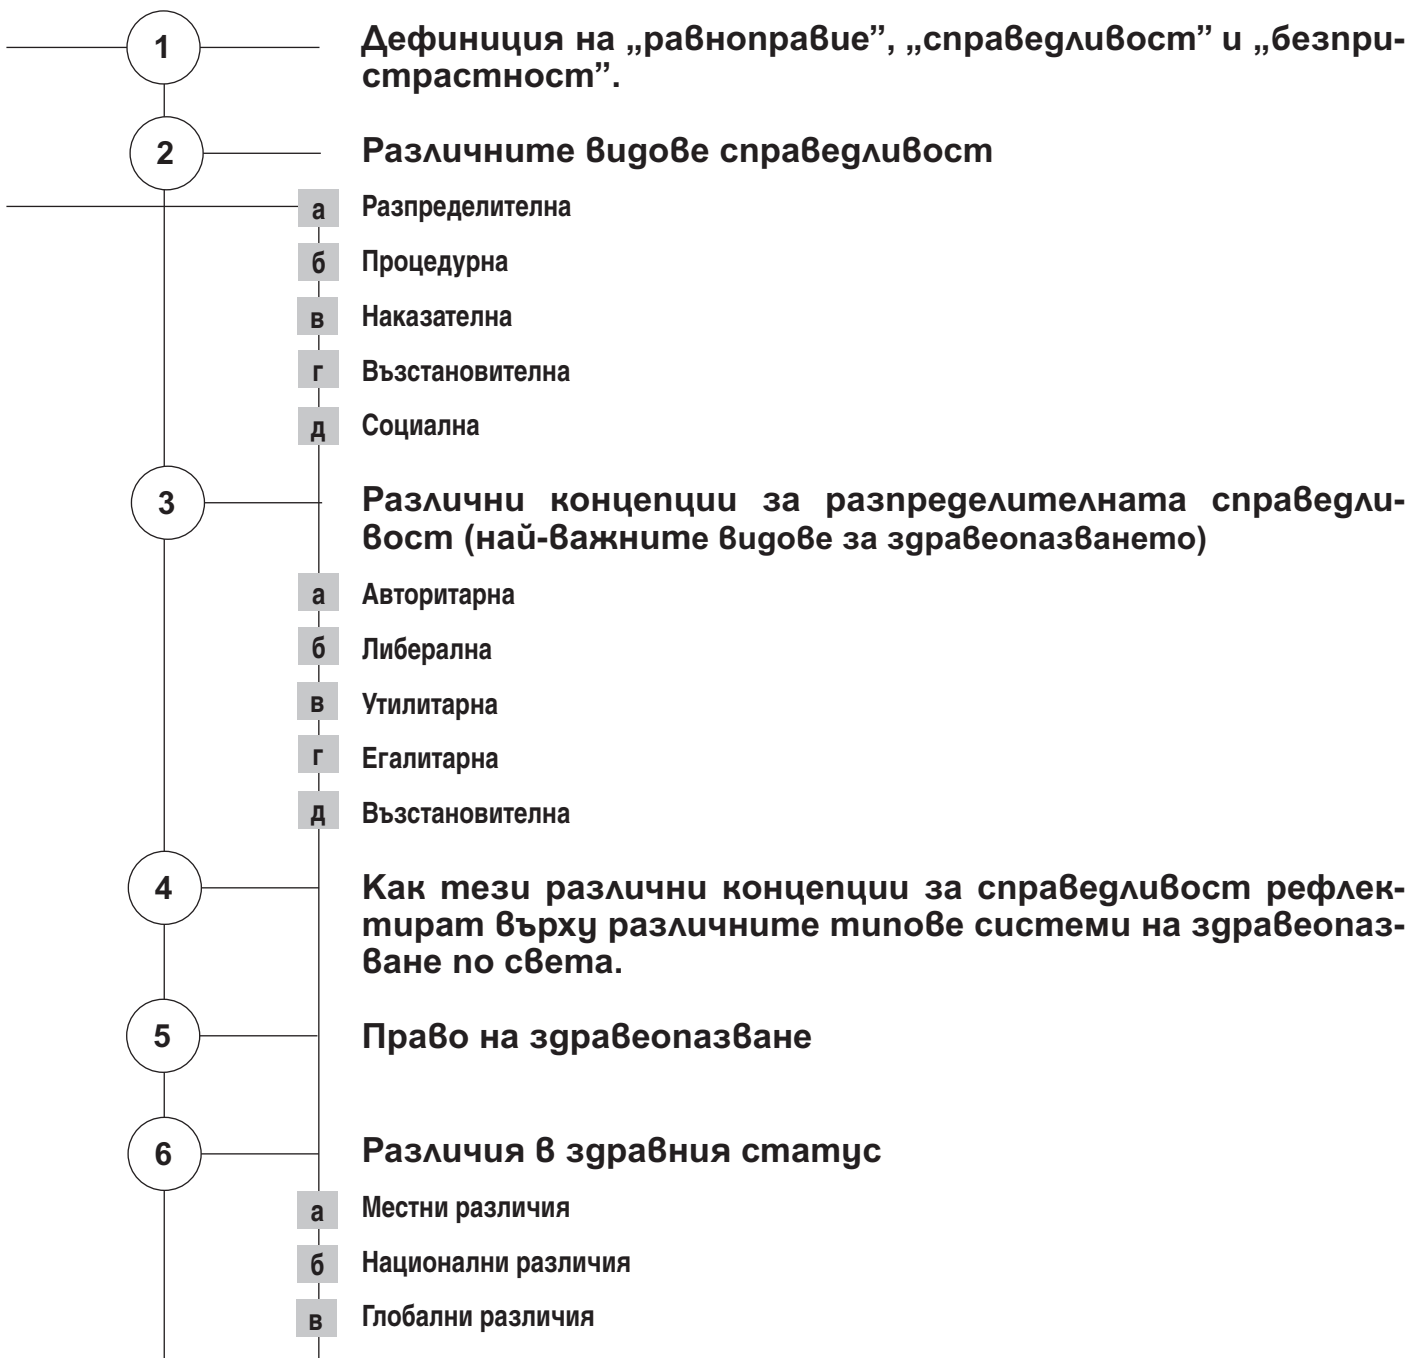 1 Дефиниция на „равноправие”, „справедливост” и „безпри-
страстност”.
2 Различните видове справедливост
а Разпределителна
б Процедурна
в Наказателна
г Възстановителна
д Социална
3 Различни концепции за разпределителната справедли-
вост (най-важните видове за здравеопазването)
а Авторитарна
б Либерална
в Утилитарна
г Егалитарна
д Възстановителна
4 Как тези различни концепции за справедливост рефлек-
тират върху различните типове системи на здравеопаз-
ване по света.
5 Право на здравеопазване
6 Различия в здравния статус
а Местни различия
б Национални различия
в Глобални различия